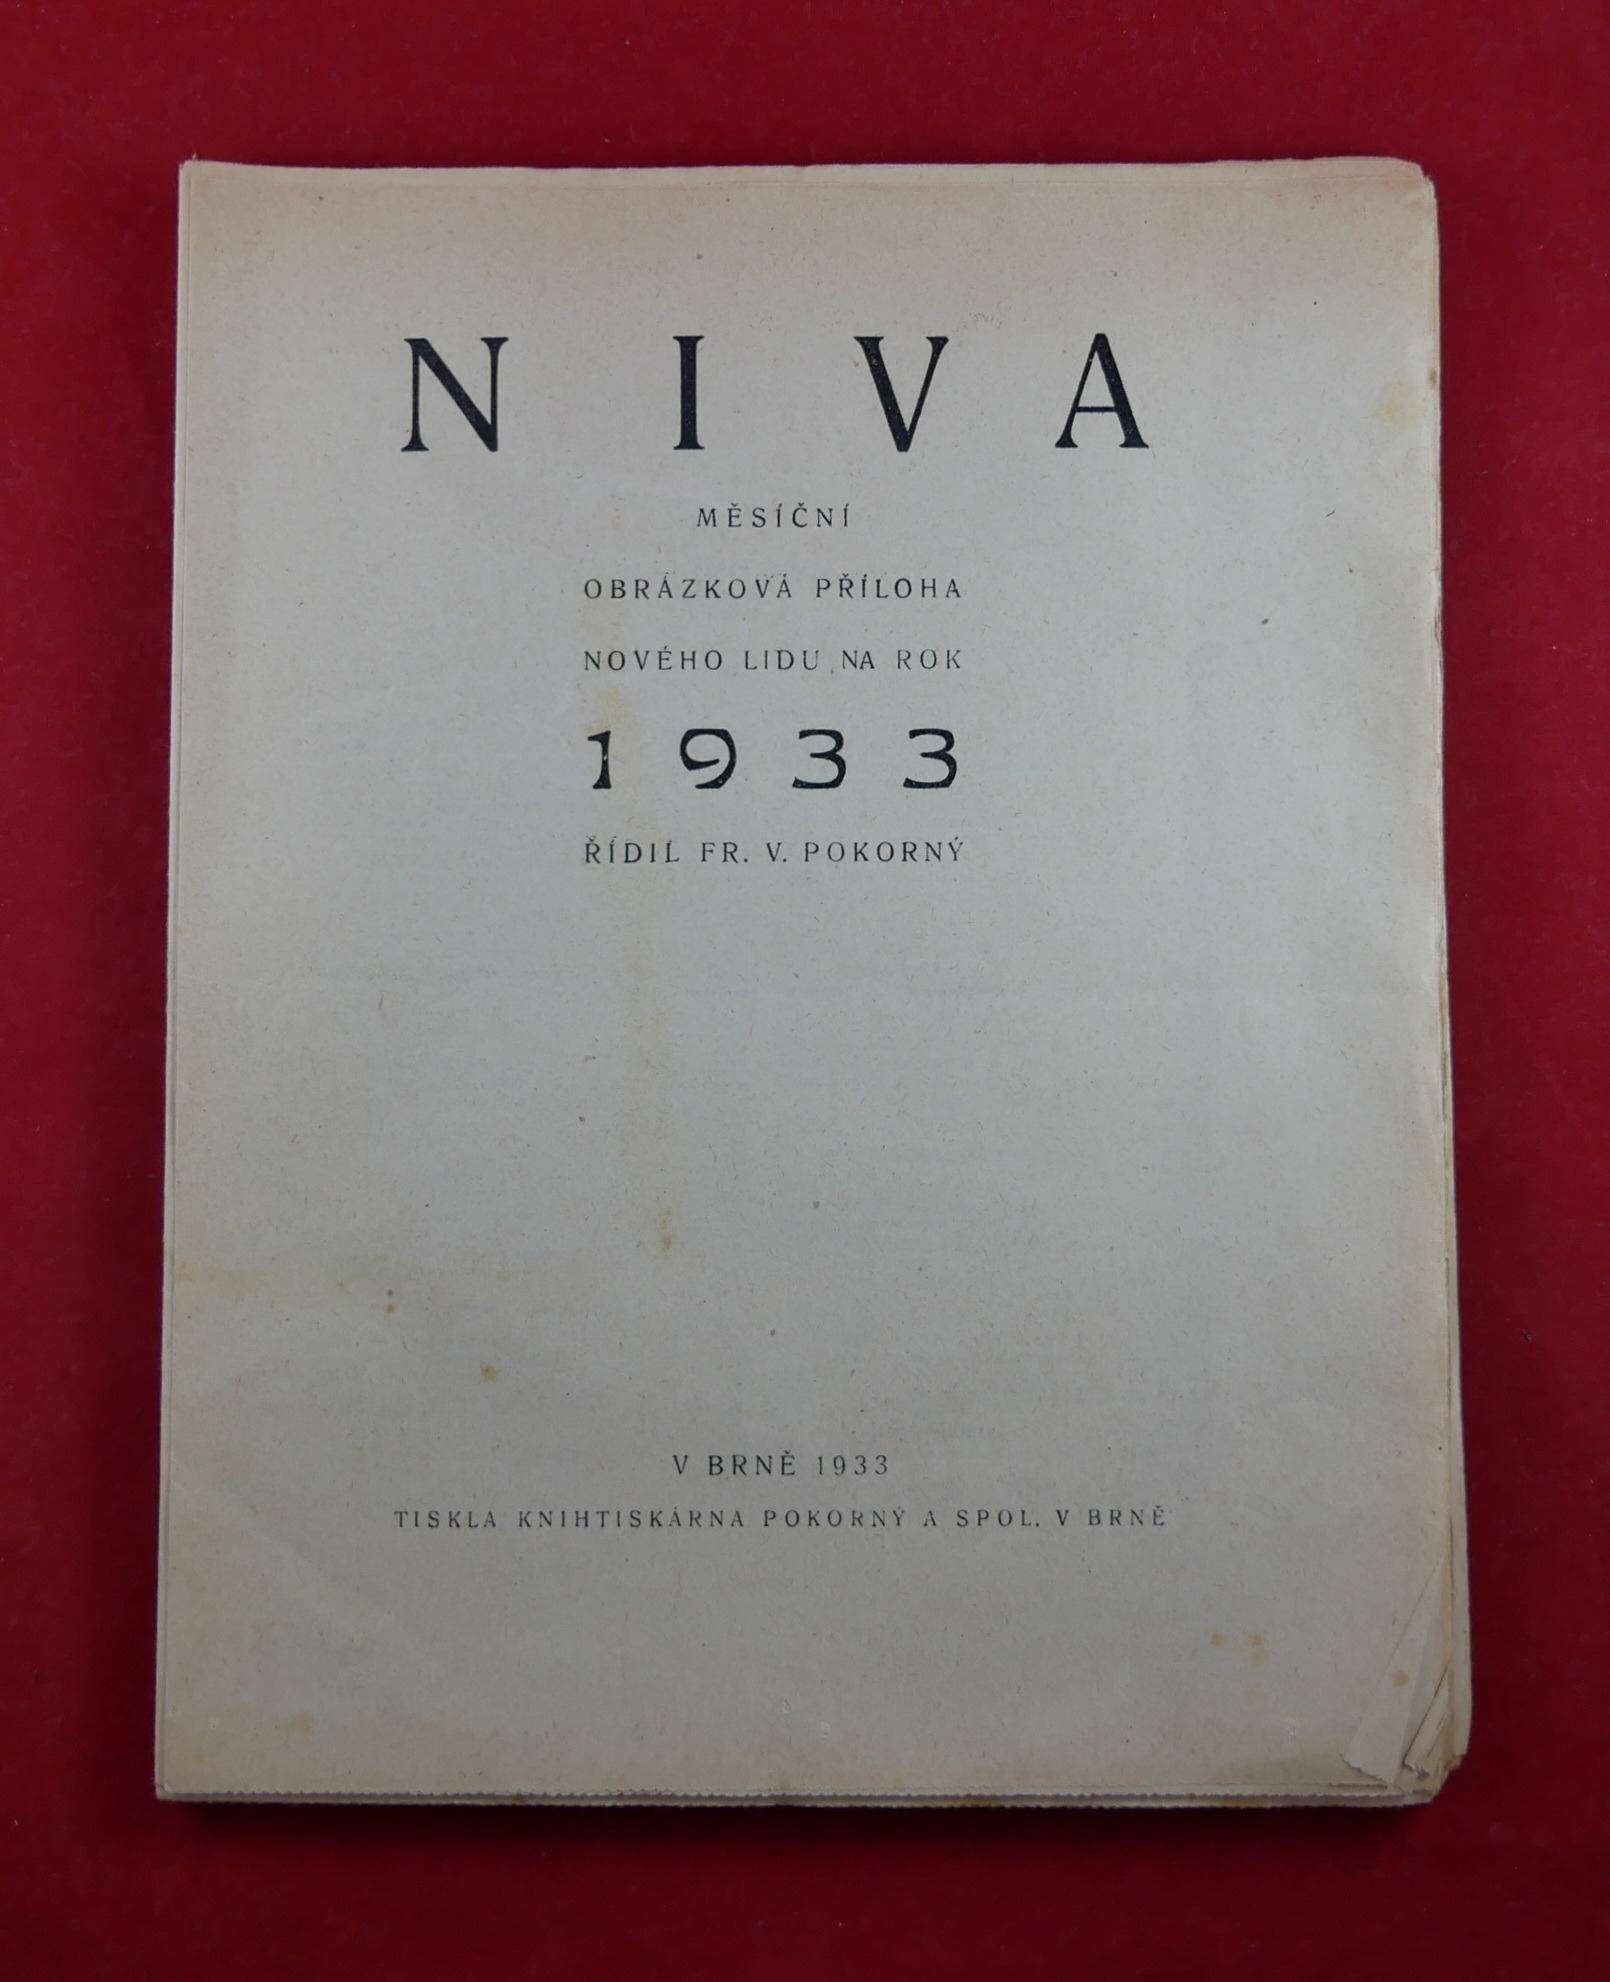 NIVA
MĚSÍČNÍ
OBRÁZKOVÁ PŘÍLOHA
NOVÉHO LIDU NA ROK
1933
ŘÍDIL FR. V. POKORNÝ
V BRNĚ 1933
TISKLA KNIHTISKÁRNA POKORNÝ A SPOL. V BRNĚ